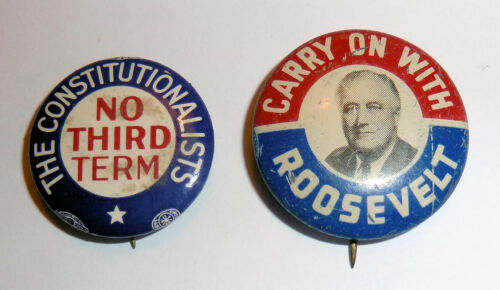 THE CONSTITUTIONALISTS
NO
THIRD
TERM
CARRY ON WITH
ROOSEVELT